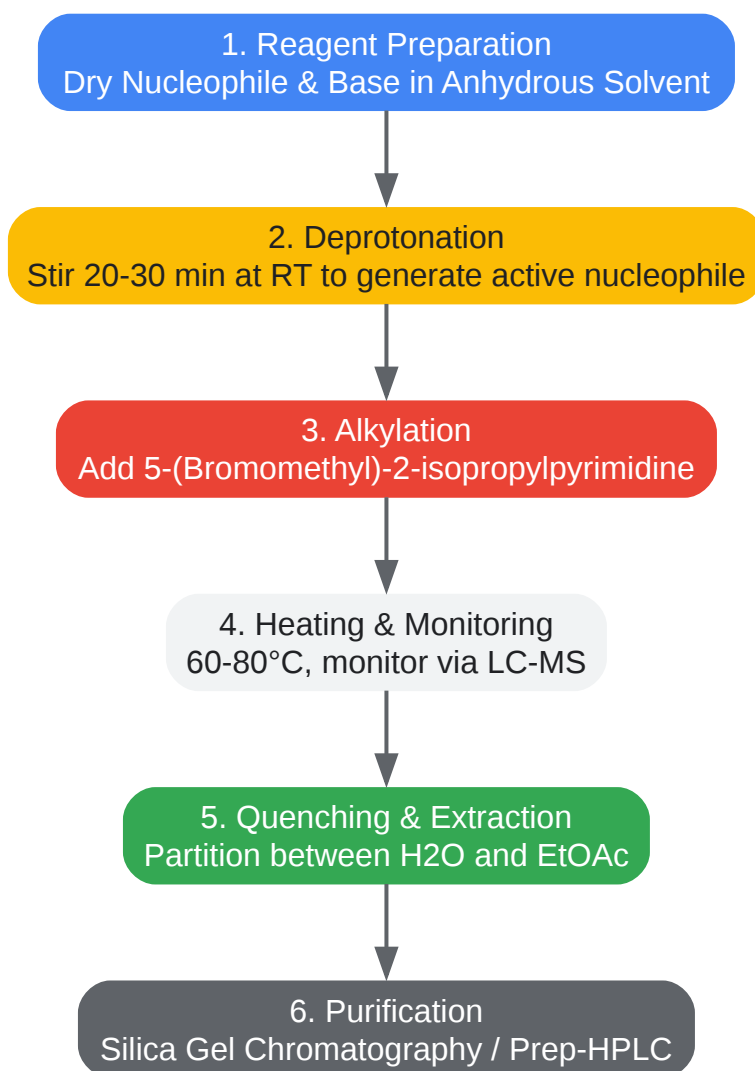 1. Reagent Preparation
Dry Nucleophile & Base in Anhydrous Solvent
2. Deprotonation
Stir 20-30 min at RT to generate active nucleophile
3. Alkylation
Add 5-(Bromomethyl)-2-isopropylpyrimidine
4. Heating & Monitoring
60-80°C, monitor via LC-MS
5. Quenching & Extraction
Partition between H2O and EtOAc
6. Purification
Silica Gel Chromatography / Prep-HPLC